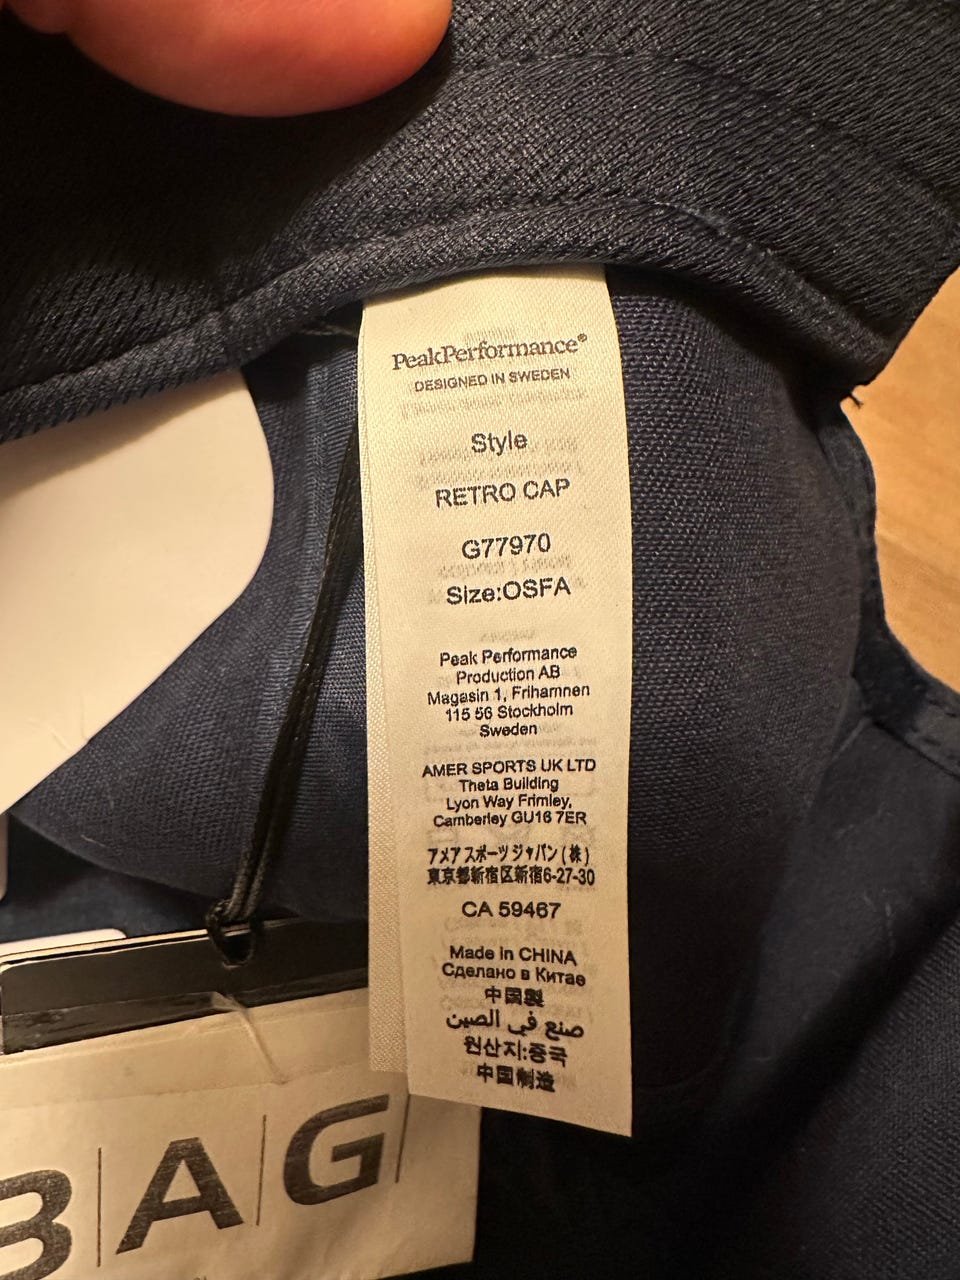 PeakPerformance®
DESIGNED IN SWEDEN
Style
RETRO CAP
G77970
Size:OSFA
Peak Performance
Production AB
Magasin 1, Frihamnen
115 56 Stockholm
Sweden
AMER SPORTS UK LTD
Theta Building
Lyon Way Frimley,
Camberley GU16 7ER
アメアスポーツジャパン(株)
東京都新宿区新宿6-27-30
CA 59467
Made in CHINA
Сделано в Китае
中国製
صنع في الصين
원산지:중국
中国制造
BAG